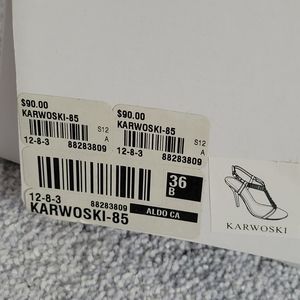 $90.00
KARWOSKI-85
S12
12-8-3 A
88283809
$90.00
KARWOSKI-85
S12
12-8-3 A
88283809
36
B
12-8-3 88283809
KARWOSKI-85 ALDO CA
KARWOSKI